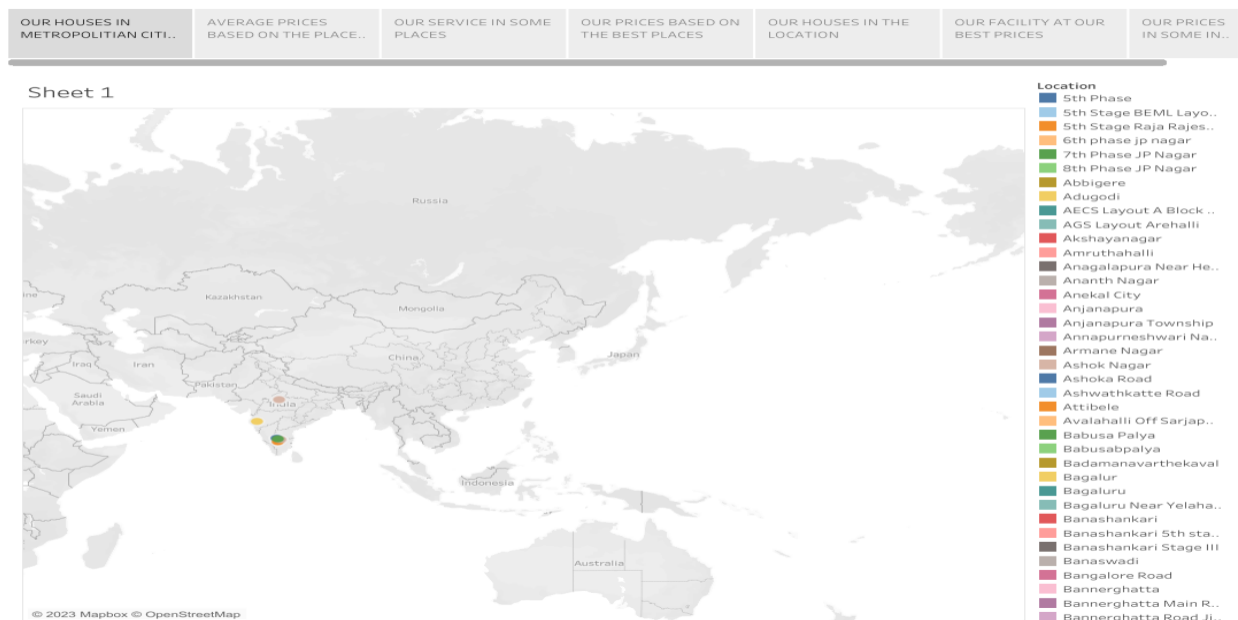 OUR HOUSES IN
METROPOLITIAN CITI..
AVERAGE PRICES
BASED ON THE PLACE..
OUR SERVICE IN SOME
PLACES
OUR PRICES BASED ON
THE BEST PLACES
OUR HOUSES IN THE
LOCATION
OUR FACILITY AT OUR
BEST PRICES
OUR PRICES
IN SOME IN..
Sheet 1
Russia
ine
Kazakhstan
Mongolia
rkey
China
Japan
Iraq
Iran
Pakistan
Saudi
Arabia
India
Yemen
Indonesia
Australia
© 2023 Mapbox © OpenStreetMap
Location
5th Phase
5th Stage BEML Layo..
5th Stage Raja Rajes..
6th phase jp nagar
7th Phase JP Nagar
8th Phase JP Nagar
Abbigere
Adugodi
AECS Layout A Block ..
AGS Layout Arehalli
Akshayanagar
Amruthahalli
Anagalapura Near He..
Ananth Nagar
Anekal City
Anjanapura
Anjanapura Township
Annapurneshwari Na..
Armane Nagar
Ashok Nagar
Ashoka Road
Ashwathkatte Road
Attibele
Avalahalli Off Sarjap..
Babusa Palya
Babusabpalya
Badamanavarthekaval
Bagalur
Bagaluru
Bagaluru Near Yelaha..
Banashankari
Banashankari 5th sta..
Banashankari Stage III
Banaswadi
Bangalore Road
Bannerghatta
Bannerghatta Main R..
Bannerghatta Road Ji..